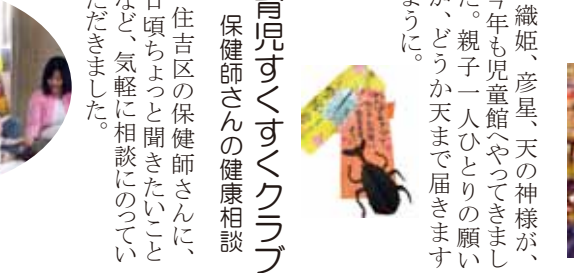 織姫、彦星、天の神様が、
今年も児童館へやってきまし
た。親子一人ひとりの願い
が、どうか天まで届きます
ように。
育児すくすくクラブ
保健師さんの健康相談
住吉区の保健師さんに、
日頃ちょっと聞きたいこと
など、気軽に相談にのってい
ただきました。